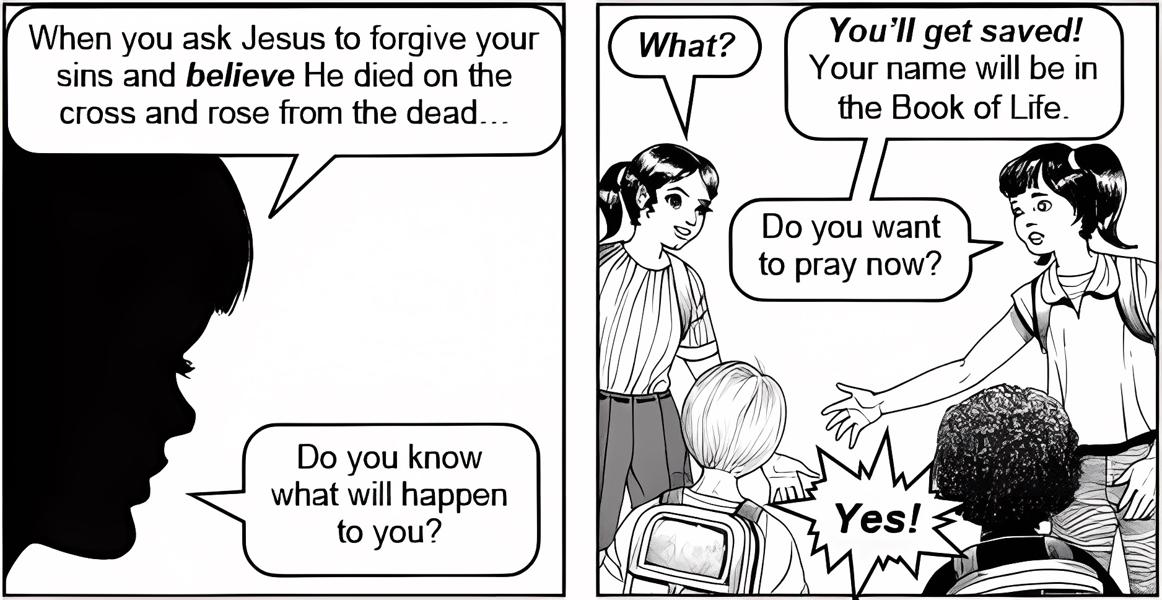 When you ask Jesus to forgive your
sins and believe He died on the
cross and rose from the dead...
Do you know
what will happen
to you?
What?
You'll get saved!
Your name will be in
the Book of Life.
Do you want
to pray now?
Yes!